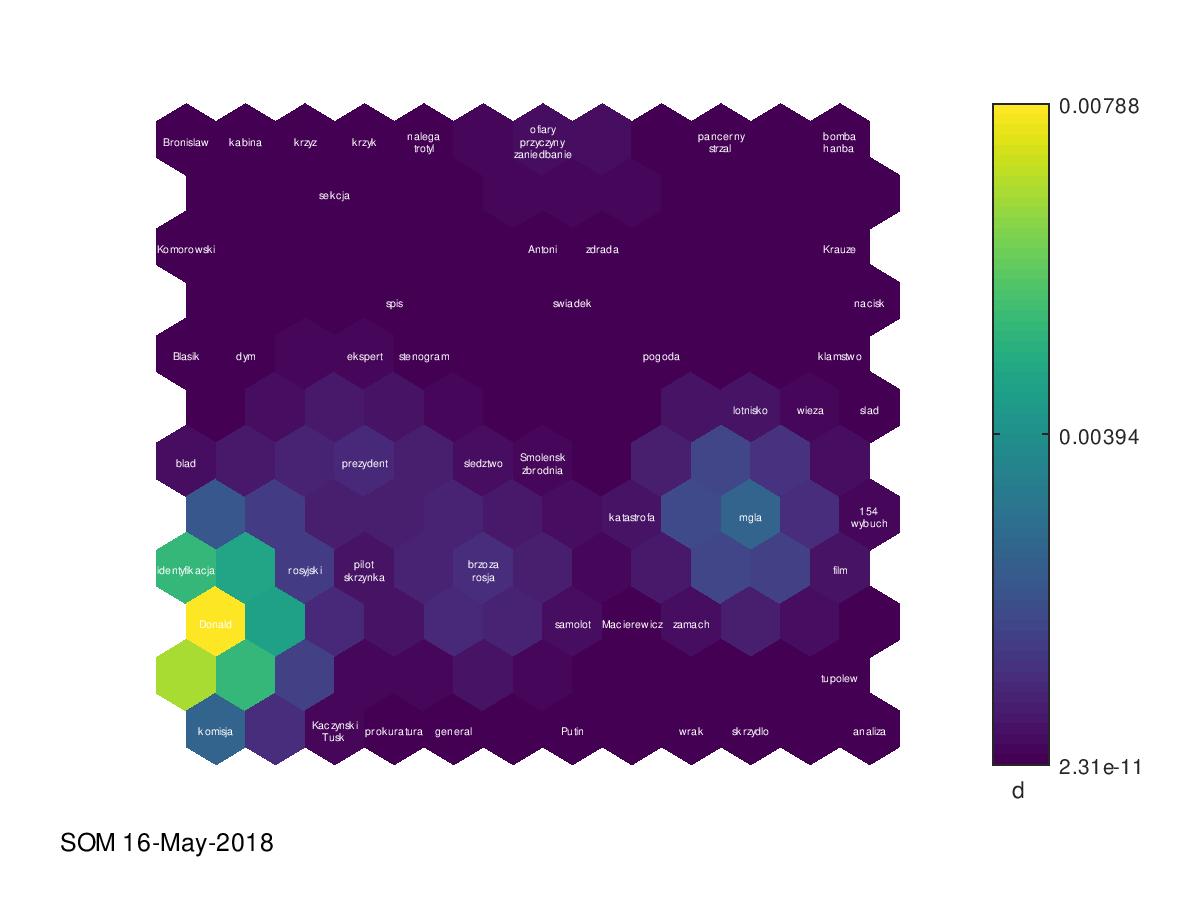 0.00788
Bronislaw kabina krzyz krzyk nalega ofiary pancerny bomba
trotyl przyczyny strzal hanba
zaniedbanie
sekcja
Komorowski Antoni zdrada Krauze
spis swiadek nacisk
Blasik dym ekspert stenogram pogoda klamstwo
lotnisko wieza slad
0.00394
blad prezydent sledztwo Smolensk
zbrodnia
katastrofa mgla 154
wybuch
identyfikacja rosyjski pilot brzoza film
skrzynka rosja
Donald samolot Macierewicz zamach
tupolew
komisja Kaczynski prokuratura general Putin wrak skrzydlo analiza
Tusk
2.31e-11
d
SOM 16-May-2018